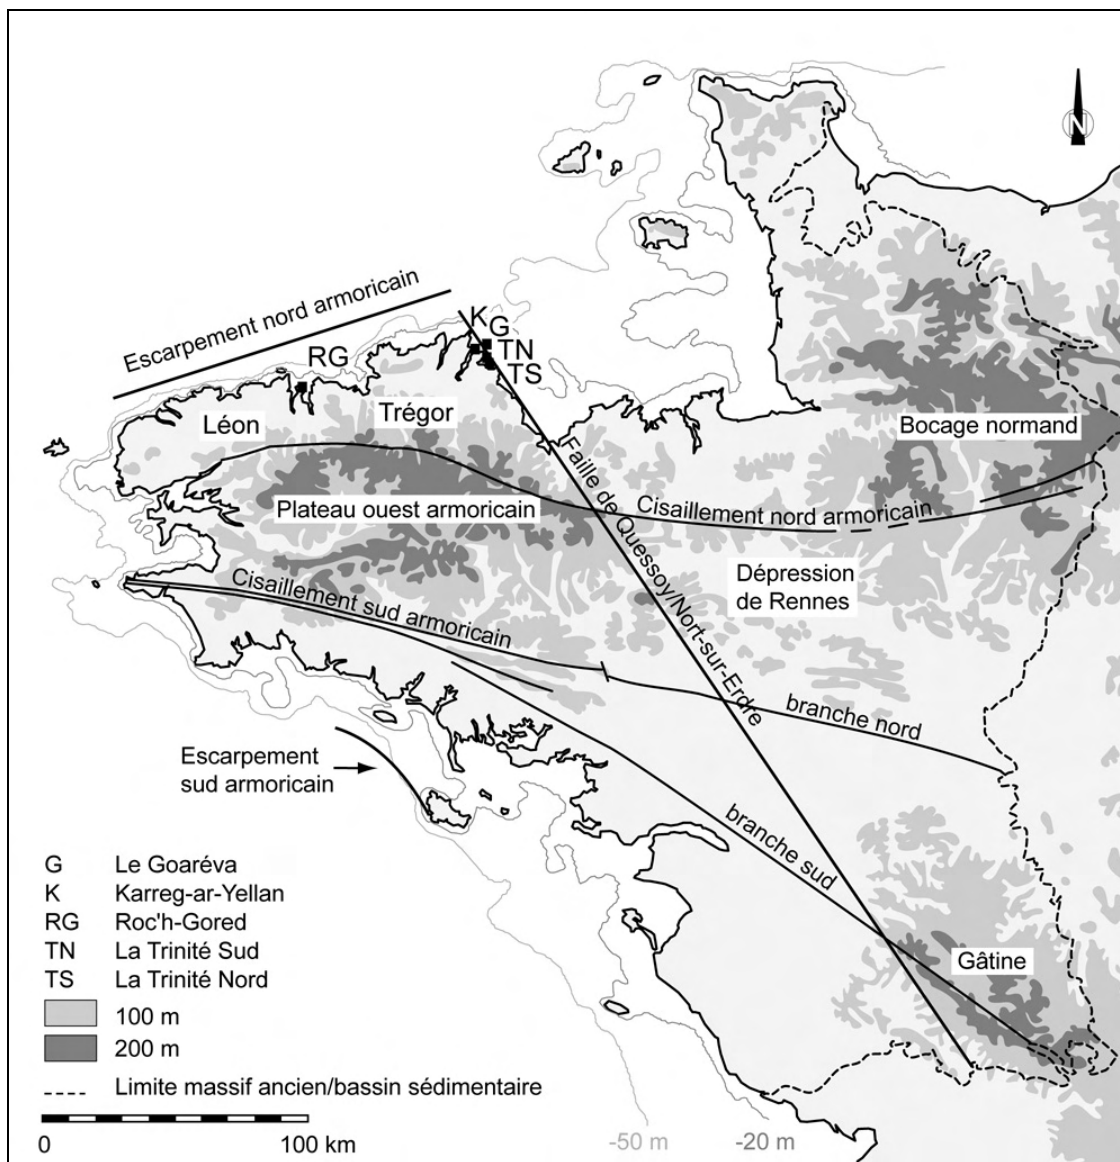 N
Escarpement nord armoricain
K
G
TN
TS
RG
Léon
Trégor
Bocage normand
Plateau ouest armoricain
Faille de Quessoy/Nort-sur-Erdre
Cisaillement nord armoricain
Dépression
de Rennes
Cisaillement sud armoricain
branche nord
Escarpement
sud armoricain
branche sud
Gâtine
G Le Goaréva
K Karreg-ar-Yellan
RG Roc'h-Gored
TN La Trinité Sud
TS La Trinité Nord
100 m
200 m
Limite massif ancien/bassin sédimentaire
0 100 km
-50 m -20 m